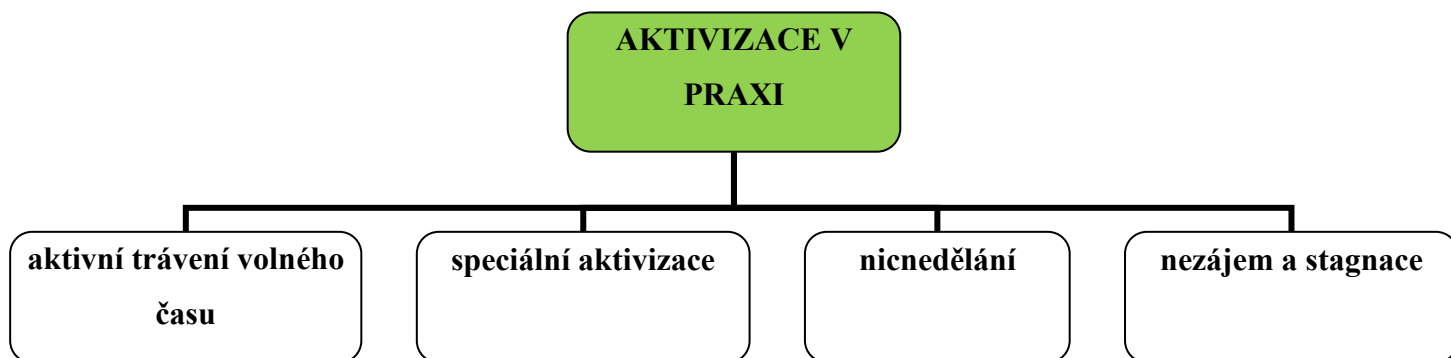 AKTIVIZACE V
PRAXI
aktivní trávení volného
času
speciální aktivizace
nicnedělání
nezájem a stagnace